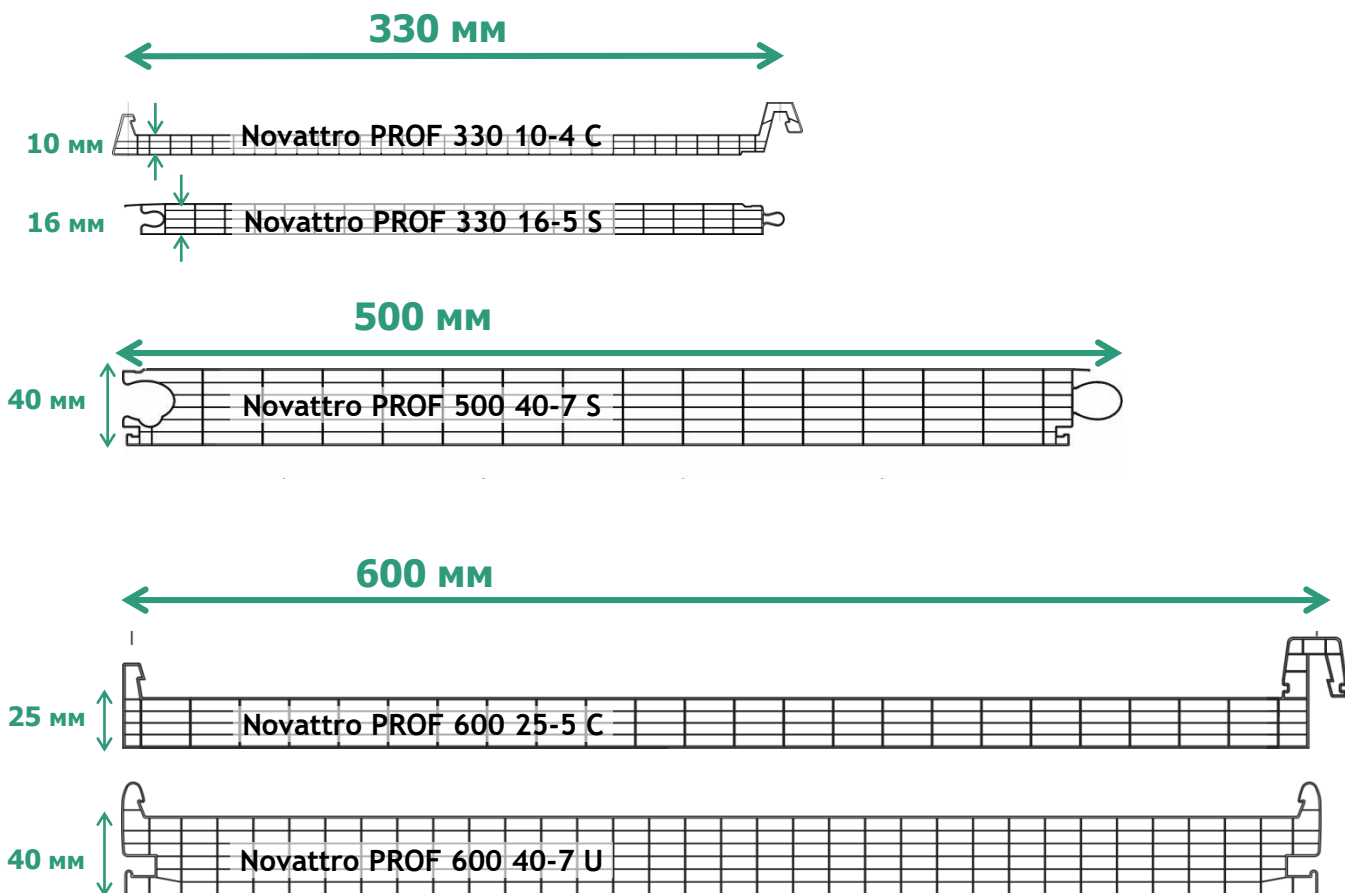 330 мм
10 мм
Novattro PROF 330 10-4 C
16 мм
Novattro PROF 330 16-5 S
500 мм
40 мм
Novattro PROF 500 40-7 S
600 мм
25 мм
Novattro PROF 600 25-5 C
40 мм
Novattro PROF 600 40-7 U